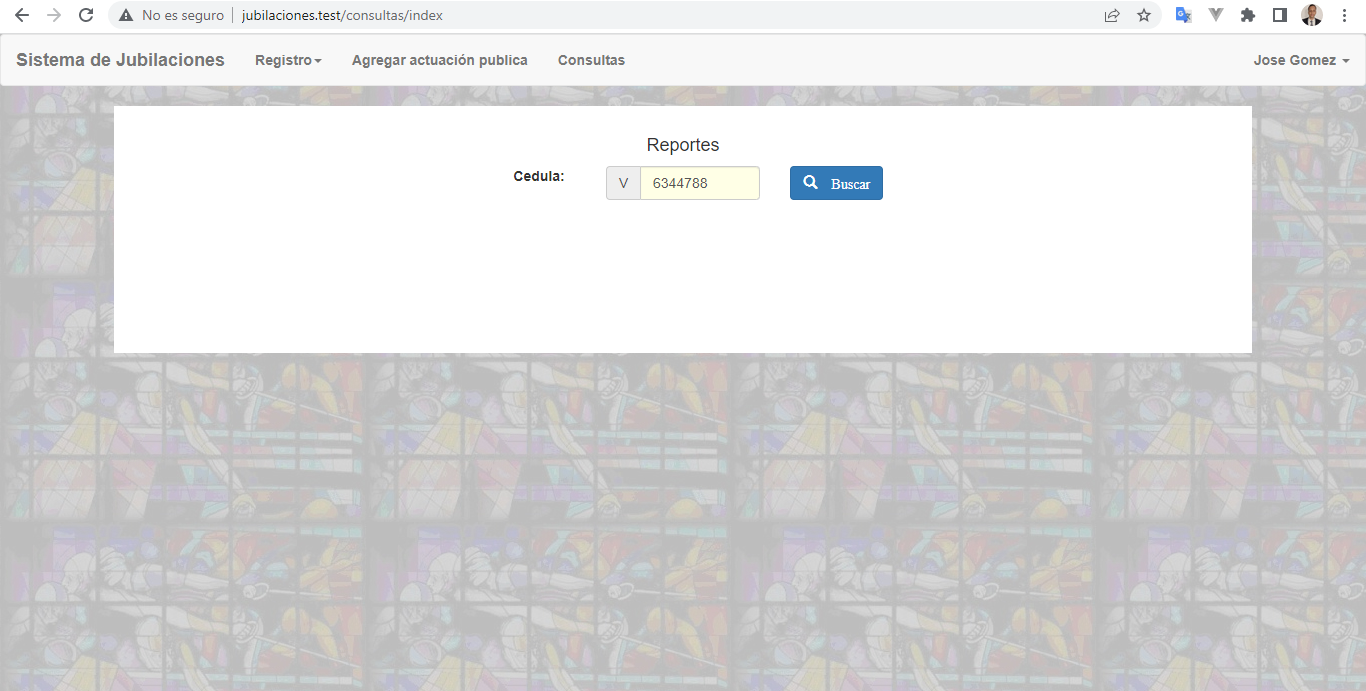 No es seguro jubilaciones.test/consultas/index
Sistema de Jubilaciones Registro Agregar actuación publica Consultas Jose Gomez
Reportes
Cedula: V 6344788 Buscar